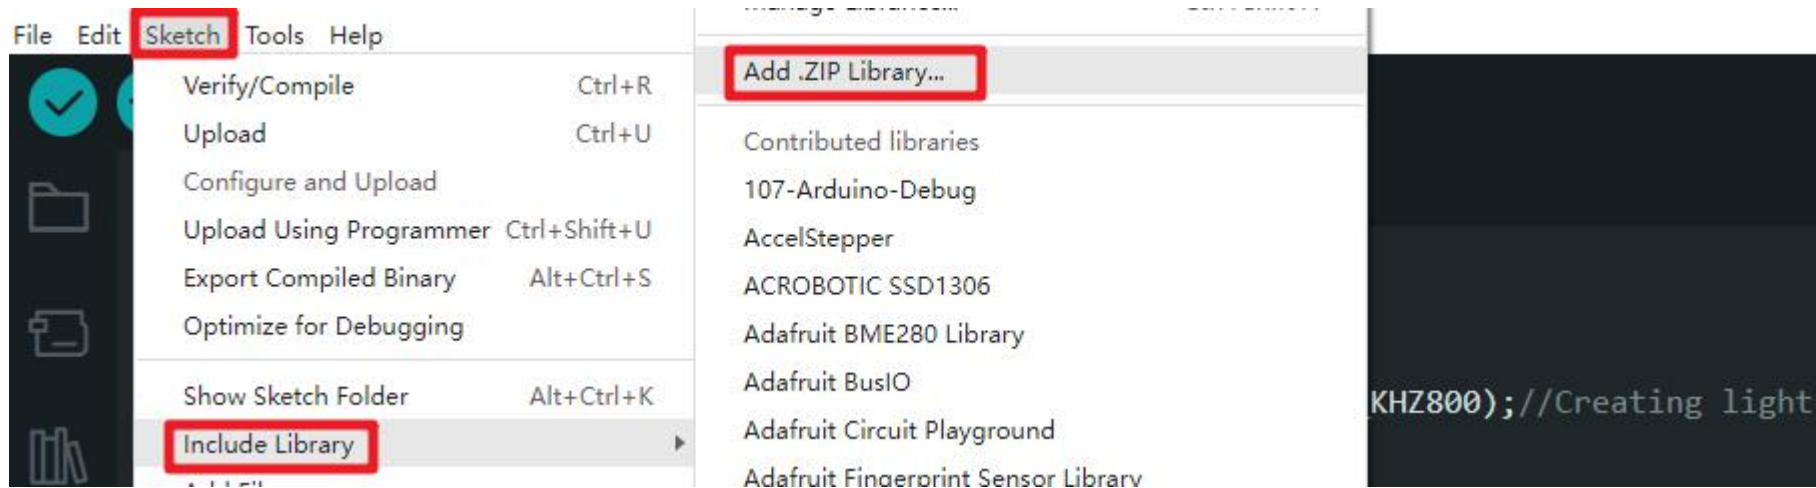 File Edit Sketch Tools Help
Verify/Compile Ctrl+R
Upload Ctrl+U
Configure and Upload
Upload Using Programmer Ctrl+Shift+U
Export Compiled Binary Alt+Ctrl+S
Optimize for Debugging
Show Sketch Folder Alt+Ctrl+K
Include Library
Add .ZIP Library...
Contributed libraries
107-Arduino-Debug
AccelStepper
ACROBOTIC SSD1306
Adafruit BME280 Library
Adafruit BusIO
Adafruit Circuit Playground
Adafruit Fingerprint Sensor Library
KHZ800);//Creating light